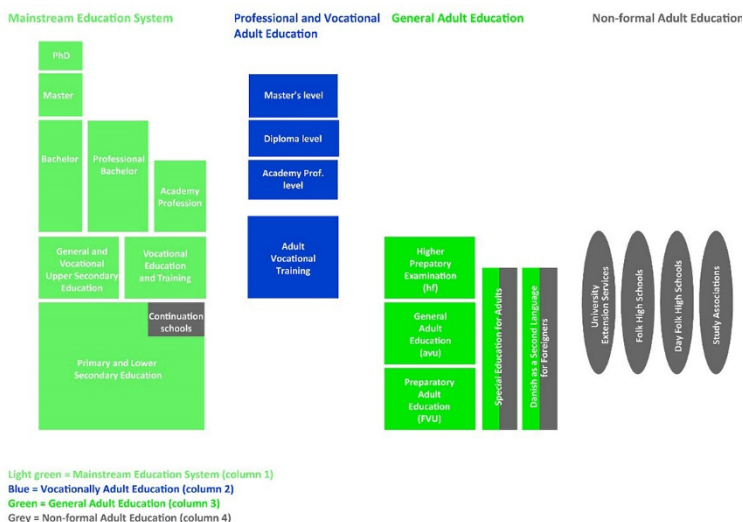 Mainstream Education System
PhD
Master
Bachelor
Professional
Bachelor
Academy
Profession
General and
Vocational
Upper Secondary
Education
Vocational
Education
and Training
Continuation
schools
Primary and Lower
Secondary Education
Professional and Vocational
Adult Education
Master's level
Diploma level
Academy Prof.
level
Adult
Vocational
Training
General Adult Education
Higher
Prepatory
Examination
(hf)
General
Adult
Education
(avu)
Preparatory
Adult
Education
(FVU)
Special Education for Adults
Danish as a Second Language
for Foreigners
Non-formal Adult Education
University
Extension Services
Folk High Schools
Day Folk High Schools
Study Associations
Light green = Mainstream Education System (column 1)
Blue = Vocationally Adult Education (column 2)
Green = General Adult Education (column 3)
Grey = Non-formal Adult Education (column 4)